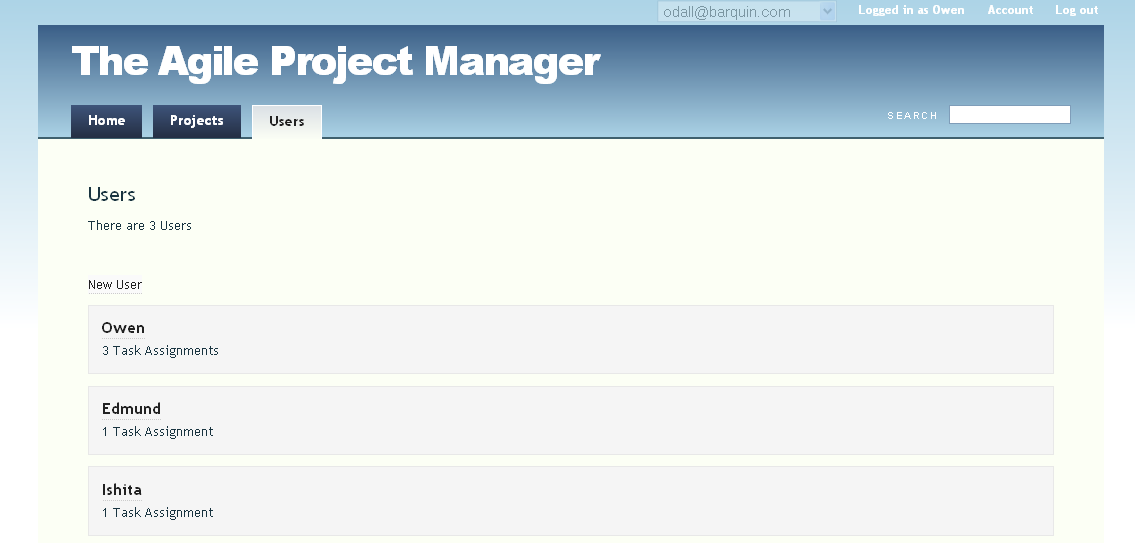 odall@barquin.com
Logged in as Owen Account Log out
The Agile Project Manager
Home Projects Users
SEARCH
Users
There are 3 Users
New User
Owen
3 Task Assignments
Edmund
1 Task Assignment
Ishita
1 Task Assignment